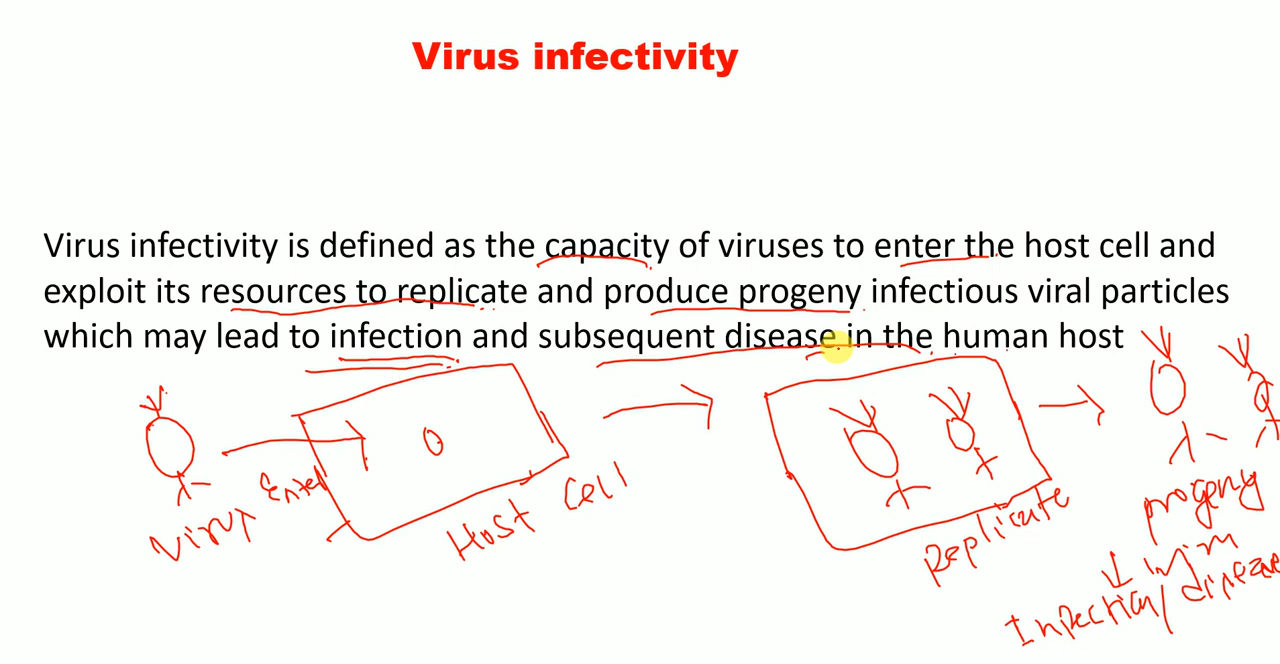 Virus infectivity
Virus infectivity is defined as the capacity of viruses to enter the host cell and
exploit its resources to replicate and produce progeny infectious viral particles
which may lead to infection and subsequent disease in the human host
Virus
Enter
Host Cell
Replicate
progeny
Infection/disease